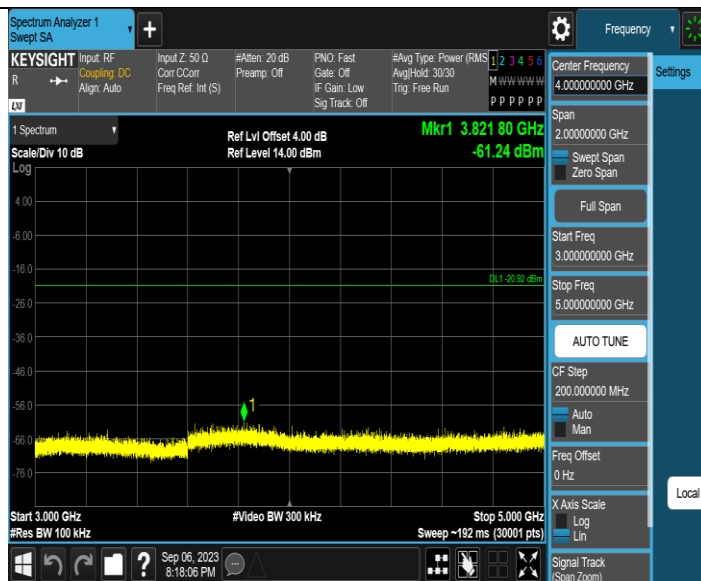 Spectrum Analyzer 1
Swept SA
+
Frequency
KEYSIGHT
R
LXI
Input: RF
Coupling: DC
Align: Auto
Input Z: 50 Ω
Corr CCorr
Freq Ref: Int (S)
#Atten: 20 dB
Preamp: Off
PNO: Fast
Gate: Off
IF Gain: Low
Sig Track: Off
#Avg Type: Power (RMS
Avg|Hold: 30/30
Trig: Free Run
1 2 3 4 5 6
M W W W W W
P P P P P P
1 Spectrum
Scale/Div 10 dB
Log
Ref Lvl Offset 4.00 dB
Ref Level 14.00 dBm
Mkr1 3.821 80 GHz
-61.24 dBm
4.00
-6.00
-16.0
DL1 -20.92 dBm
-26.0
-36.0
-46.0
-56.0
1
-66.0
-76.0
Start 3.000 GHz
#Res BW 100 kHz
#Video BW 300 kHz
Stop 5.000 GHz
Sweep ~192 ms (30001 pts)
?
Sep 06, 2023
8:18:06 PM
Center Frequency
4.000000000 GHz
Settings
Span
2.00000000 GHz
Swept Span
Zero Span
Full Span
Start Freq
3.000000000 GHz
Stop Freq
5.000000000 GHz
AUTO TUNE
CF Step
200.000000 MHz
Auto
Man
Freq Offset
0 Hz
Local
X Axis Scale
Log
Lin
Signal Track
(Span Zoom)